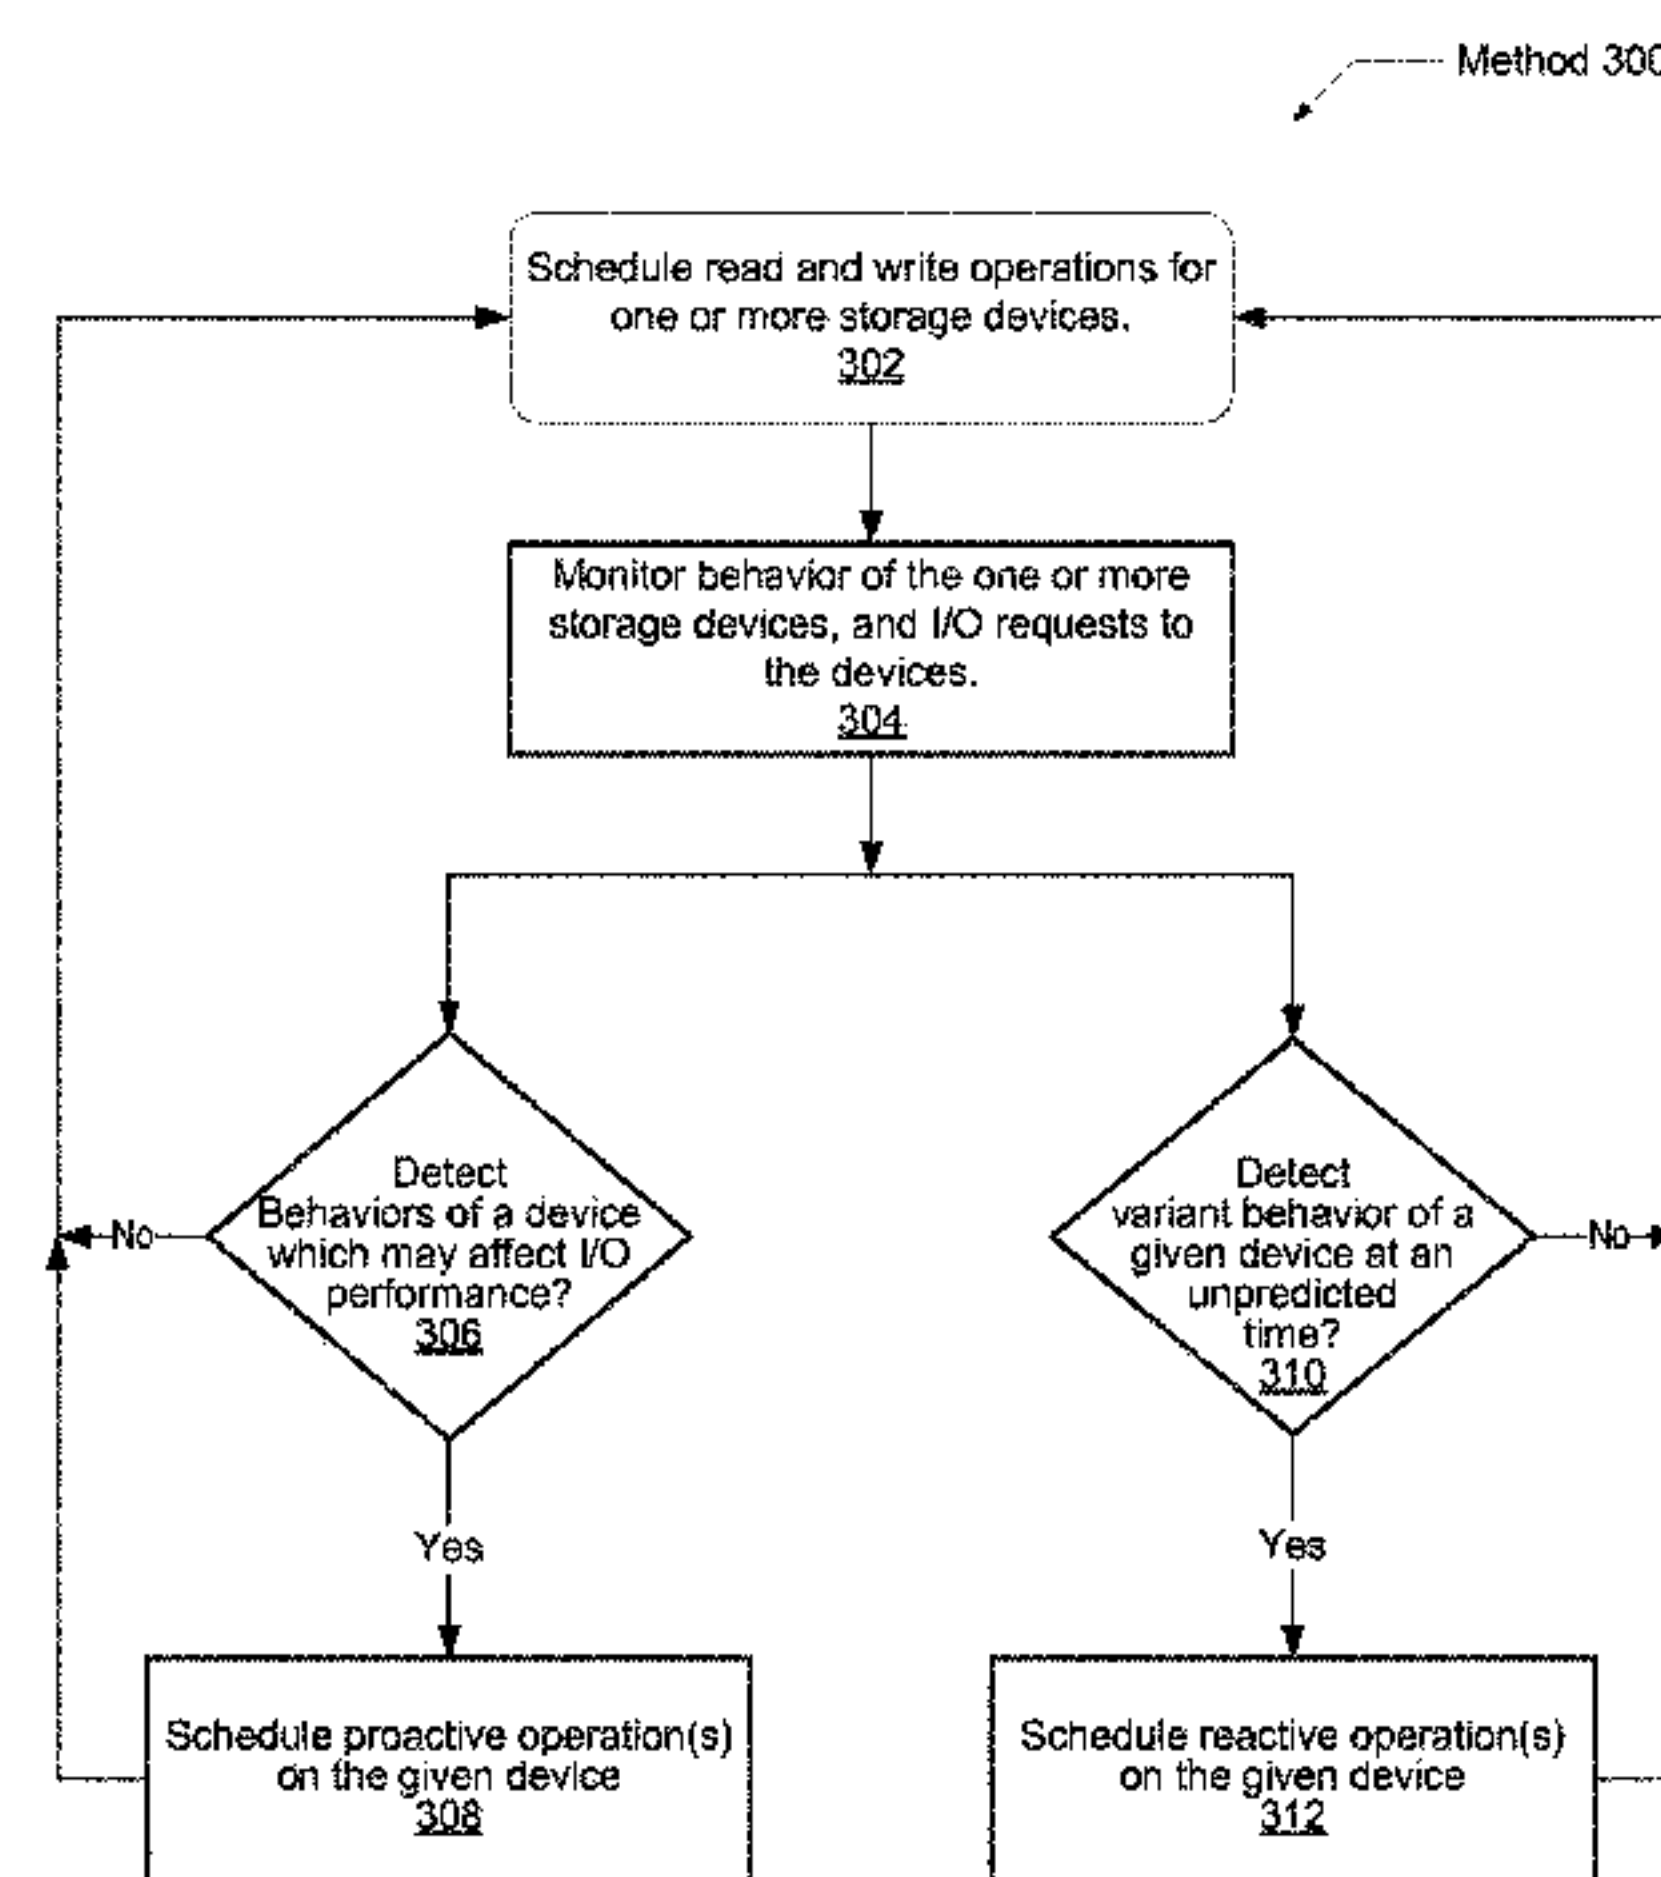 Method 300
Schedule read and write operations for
one or more storage devices.
302
Monitor behavior of the one or more
storage devices, and I/O requests to
the devices.
304
Detect
Behaviors of a device
which may affect I/O
performance?
306
No
Yes
Detect
variant behavior of a
given device at an
unpredicted
time?
310
No
Yes
Schedule proactive operation(s)
on the given device
308
Schedule reactive operation(s)
on the given device
312